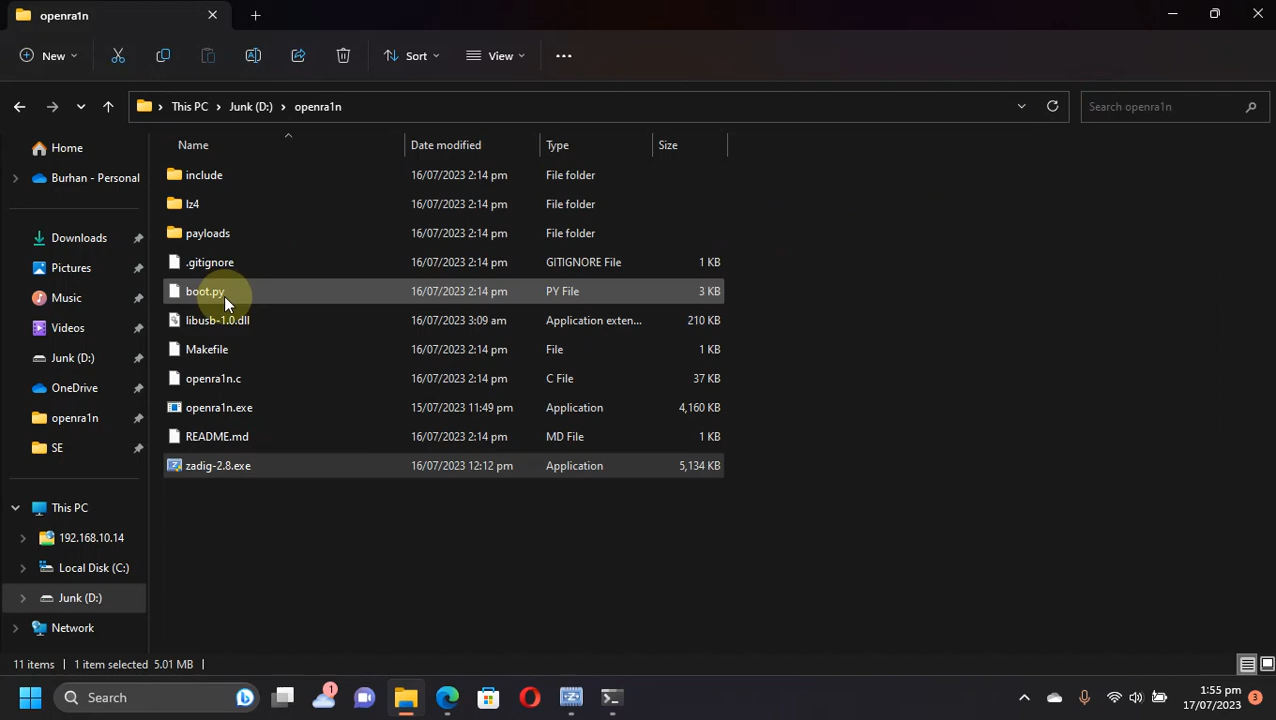 openra1n
New
Sort
View
This PC
Junk (D:)
openra1n
Search openra1n
Name
Date modified
Type
Size
Home
Burhan - Personal
Downloads
Pictures
Music
Videos
Junk (D:)
OneDrive
openra1n
SE
This PC
192.168.10.14
Local Disk (C:)
Junk (D:)
Network
include 16/07/2023 2:14 pm File folder
lz4 16/07/2023 2:14 pm File folder
payloads 16/07/2023 2:14 pm File folder
.gitignore 16/07/2023 2:14 pm GITIGNORE File 1 KB
boot.py 16/07/2023 2:14 pm PY File 3 KB
libusb-1.0.dll 16/07/2023 3:09 am Application exten... 210 KB
Makefile 16/07/2023 2:14 pm File 1 KB
openra1n.c 16/07/2023 2:14 pm C File 37 KB
openra1n.exe 15/07/2023 11:49 pm Application 4,160 KB
README.md 16/07/2023 2:14 pm MD File 1 KB
zadig-2.8.exe 16/07/2023 12:12 pm Application 5,134 KB
11 items
1 item selected 5.01 MB
Search
1
1:55 pm
17/07/2023
3